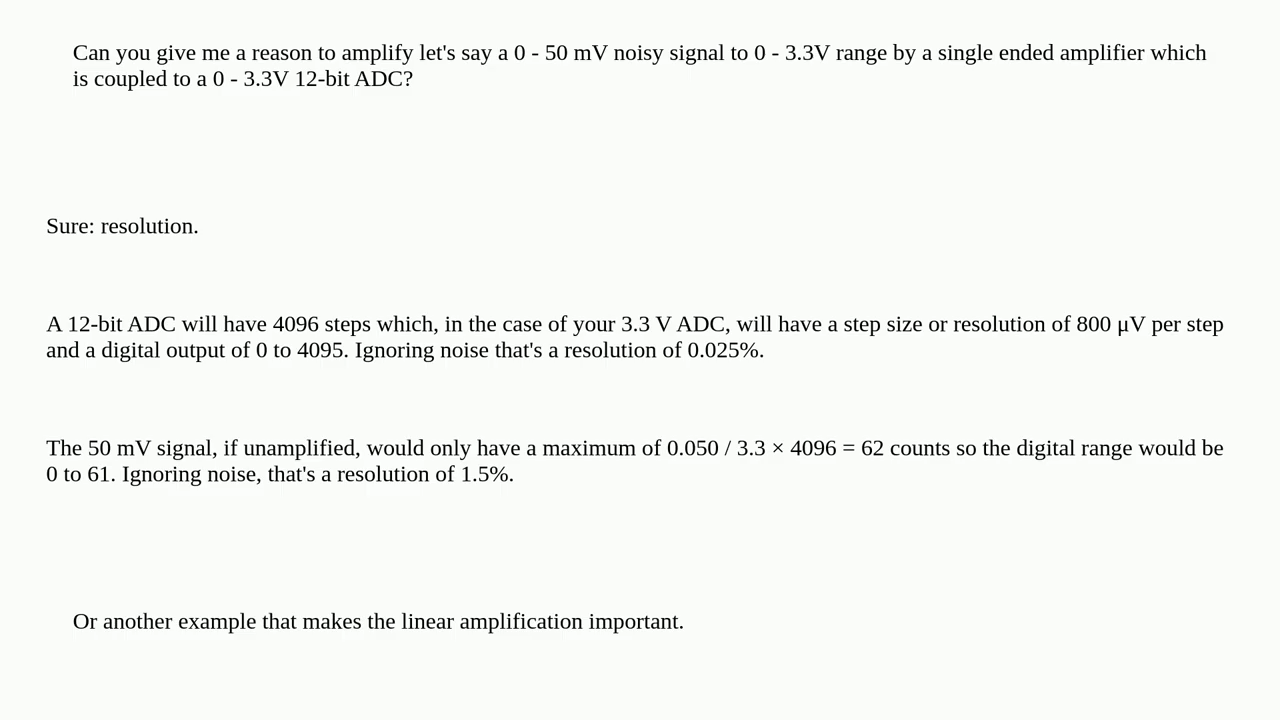 Can you give me a reason to amplify let's say a 0 - 50 mV noisy signal to 0 - 3.3V range by a single ended amplifier which
is coupled to a 0 - 3.3V 12-bit ADC?
Sure: resolution.
A 12-bit ADC will have 4096 steps which, in the case of your 3.3 V ADC, will have a step size or resolution of 800 μV per step
and a digital output of 0 to 4095. Ignoring noise that's a resolution of 0.025%.
The 50 mV signal, if unamplified, would only have a maximum of 0.050 / 3.3 × 4096 = 62 counts so the digital range would be
0 to 61. Ignoring noise, that's a resolution of 1.5%.
Or another example that makes the linear amplification important.